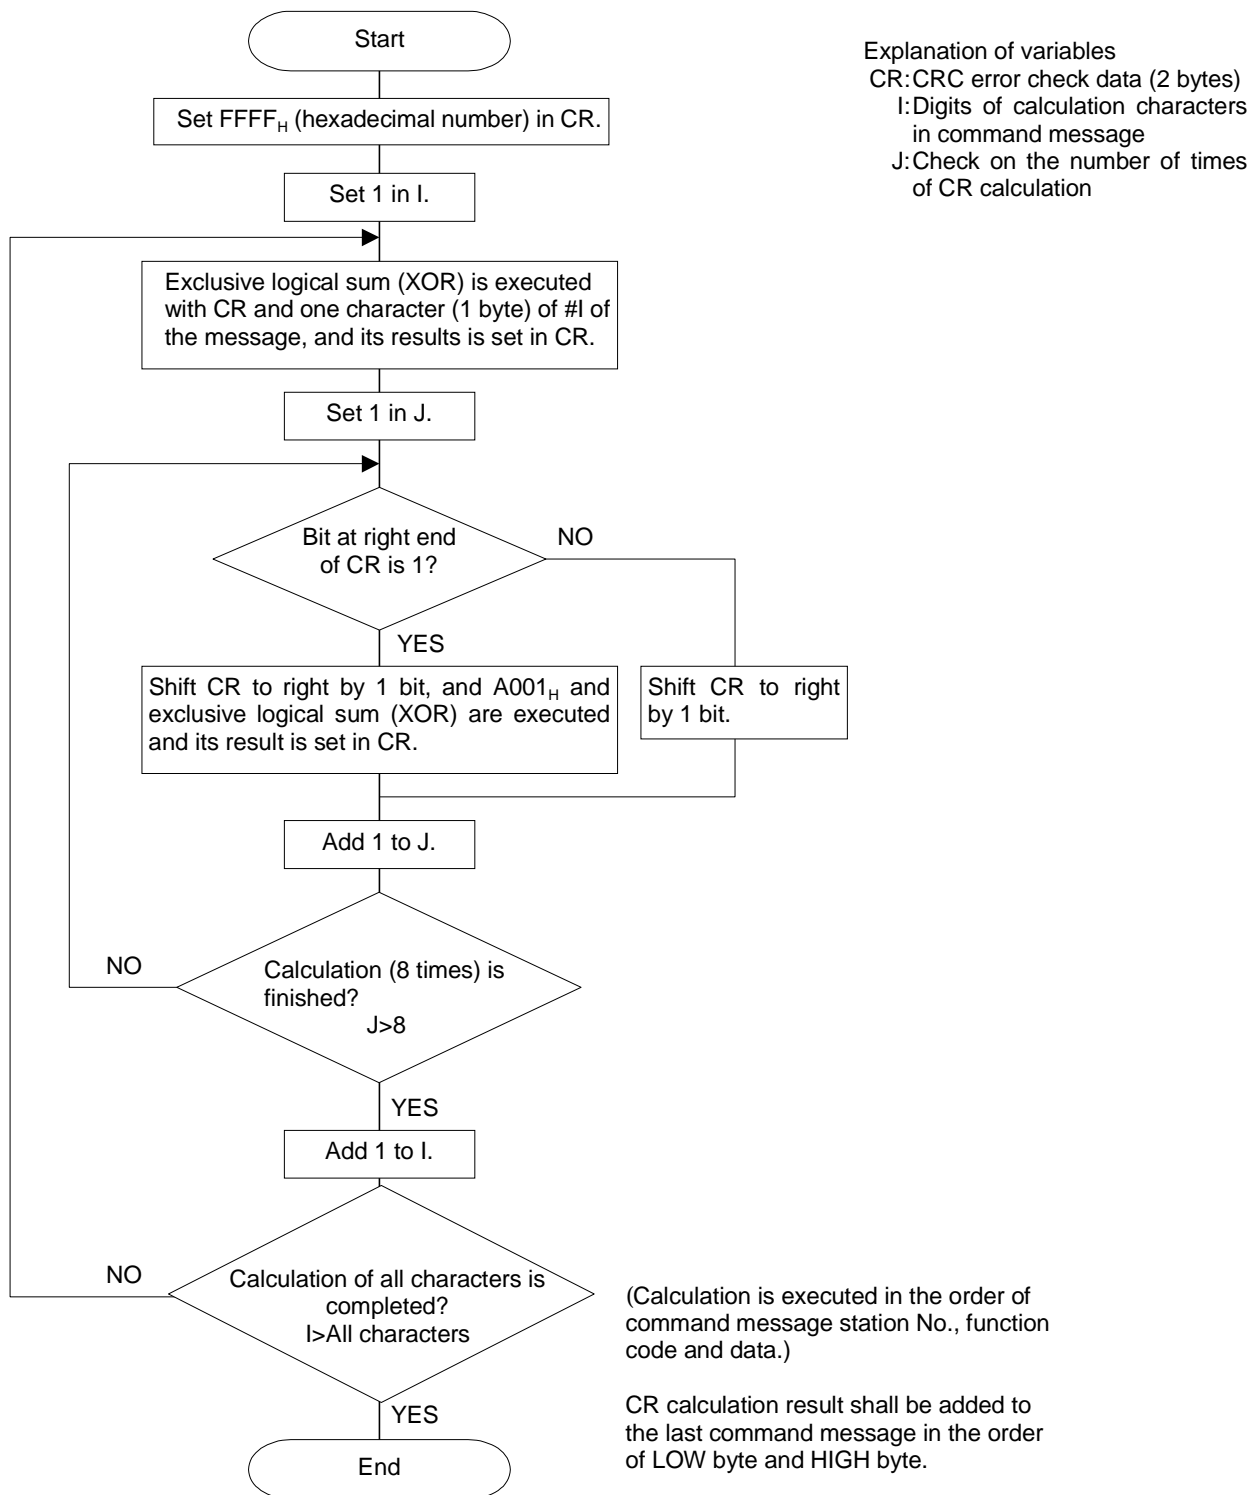 Start
Explanation of variables
CR:CRC error check data (2 bytes)
I:Digits of calculation characters
in command message
J:Check on the number of times
of CR calculation
Set FFFFH (hexadecimal number) in CR.
Set 1 in I.
Exclusive logical sum (XOR) is executed
with CR and one character (1 byte) of #I of
the message, and its results is set in CR.
Set 1 in J.
Bit at right end
of CR is 1?
NO
YES
Shift CR to right by 1 bit, and A001H and
exclusive logical sum (XOR) are executed
and its result is set in CR.
Shift CR to right
by 1 bit.
Add 1 to J.
NO
Calculation (8 times) is
finished?
J>8
YES
Add 1 to I.
NO
Calculation of all characters is
completed?
I>All characters
(Calculation is executed in the order of
command message station No., function
code and data.)
CR calculation result shall be added to
the last command message in the order
of LOW byte and HIGH byte.
YES
End